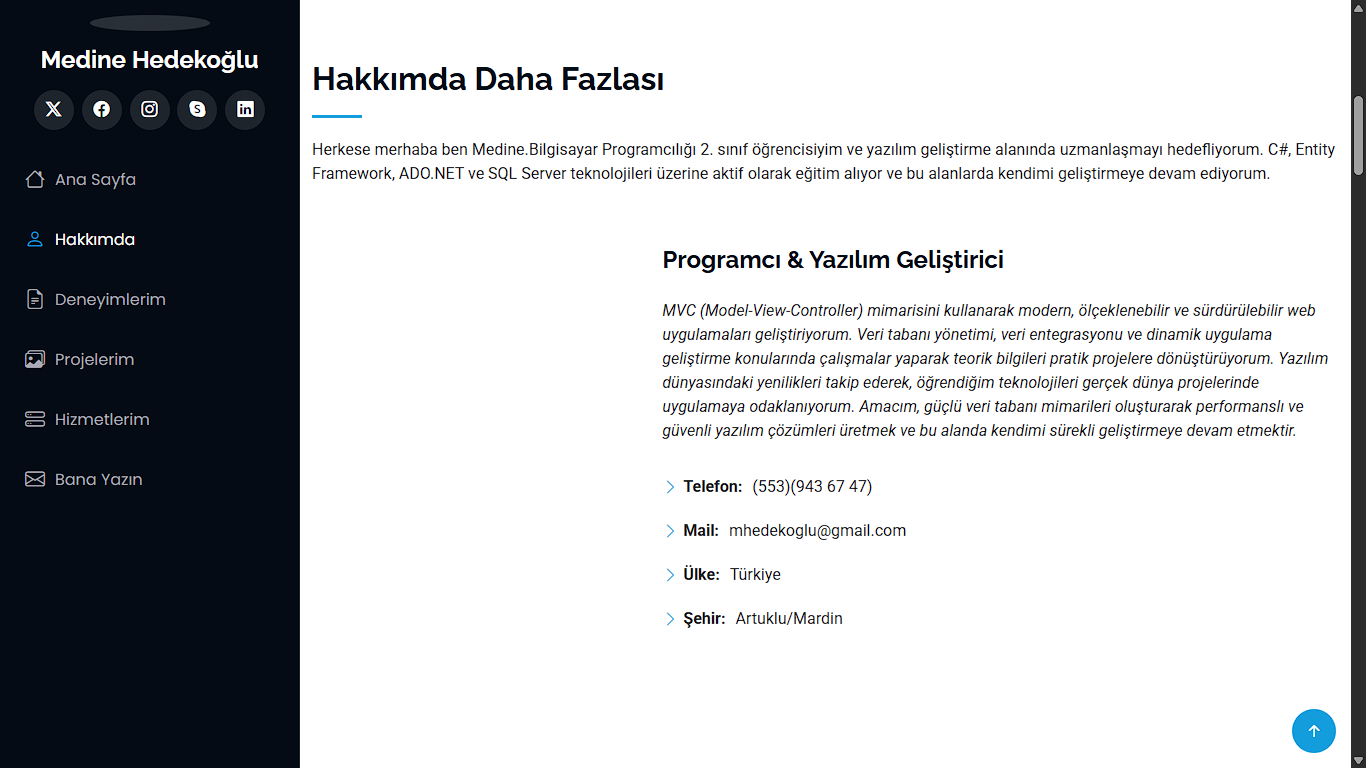 Medine Hedekoğlu
Ana Sayfa
Hakkımda
Deneyimlerim
Projelerim
Hizmetlerim
Bana Yazın
Hakkımda Daha Fazlası
Herkese merhaba ben Medine.Bilgisayar Programcılığı 2. sınıf öğrencisiyim ve yazılım geliştirme alanında uzmanlaşmayı hedefliyorum. C#, Entity
Framework, ADO.NET ve SQL Server teknolojileri üzerine aktif olarak eğitim alıyor ve bu alanlarda kendimi geliştirmeye devam ediyorum.
Programcı & Yazılım Geliştirici
MVC (Model-View-Controller) mimarisini kullanarak modern, ölçeklenebilir ve sürdürülebilir web
uygulamaları geliştiriyorum. Veri tabanı yönetimi, veri entegrasyonu ve dinamik uygulama
geliştirme konularında çalışmalar yaparak teorik bilgileri pratik projelere dönüştürüyorum. Yazılım
dünyasındaki yenilikleri takip ederek, öğrendiğim teknolojileri gerçek dünya projelerinde
uygulamaya odaklanıyorum. Amacım, güçlü veri tabanı mimarileri oluşturarak performanslı ve
güvenli yazılım çözümleri üretmek ve bu alanda kendimi sürekli geliştirmeye devam etmektir.
Telefon: (553)(943 67 47)
Mail: mhedekoglu@gmail.com
Ülke: Türkiye
Şehir: Artuklu/Mardin